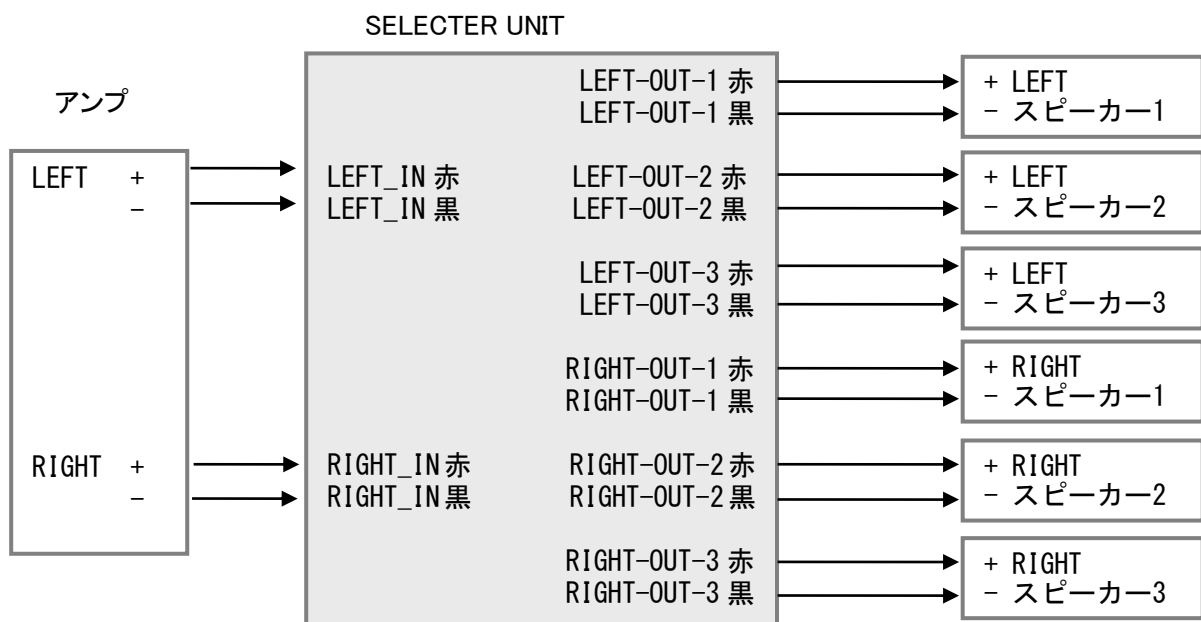 SELECTER UNIT
アンプ
LEFT +
-
RIGHT +
-
LEFT_IN 赤
LEFT_IN 黒
RIGHT_IN 赤
RIGHT_IN 黒
LEFT-OUT-1 赤
LEFT-OUT-1 黒
LEFT-OUT-2 赤
LEFT-OUT-2 黒
LEFT-OUT-3 赤
LEFT-OUT-3 黒
RIGHT-OUT-1 赤
RIGHT-OUT-1 黒
RIGHT-OUT-2 赤
RIGHT-OUT-2 黒
RIGHT-OUT-3 赤
RIGHT-OUT-3 黒
+ LEFT
- スピーカー1
+ LEFT
- スピーカー2
+ LEFT
- スピーカー3
+ RIGHT
- スピーカー1
+ RIGHT
- スピーカー2
+ RIGHT
- スピーカー3